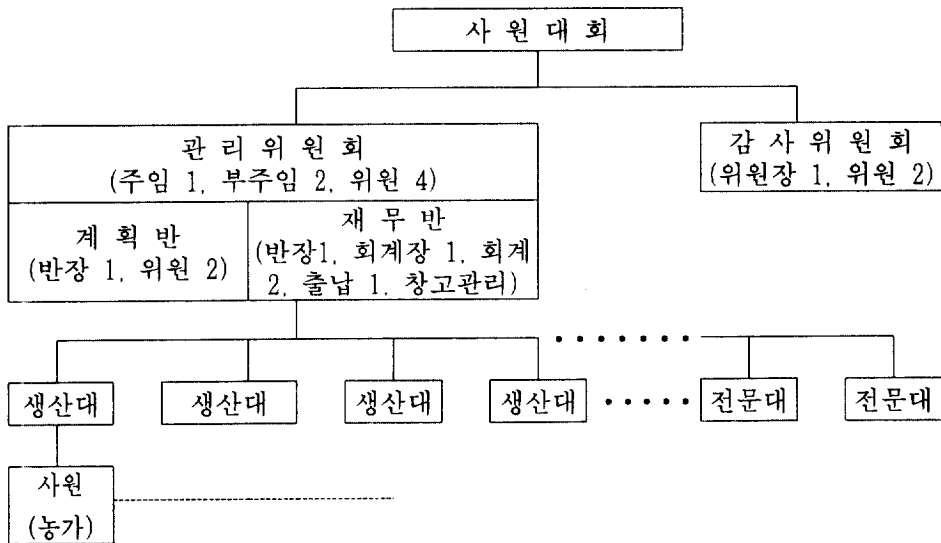 사 원 대 회
관 리 위 원 회
(주임 1, 부주임 2, 위원 4)
감 사 위 원 회
(위원장 1, 위원 2)
계 획 반
(반장 1, 위원 2)
재 무 반
(반장1, 회계장 1, 회계
2, 출납 1, 창고관리)
생산대
생산대
생산대
생산대
전문대
전문대
사원
(농가)